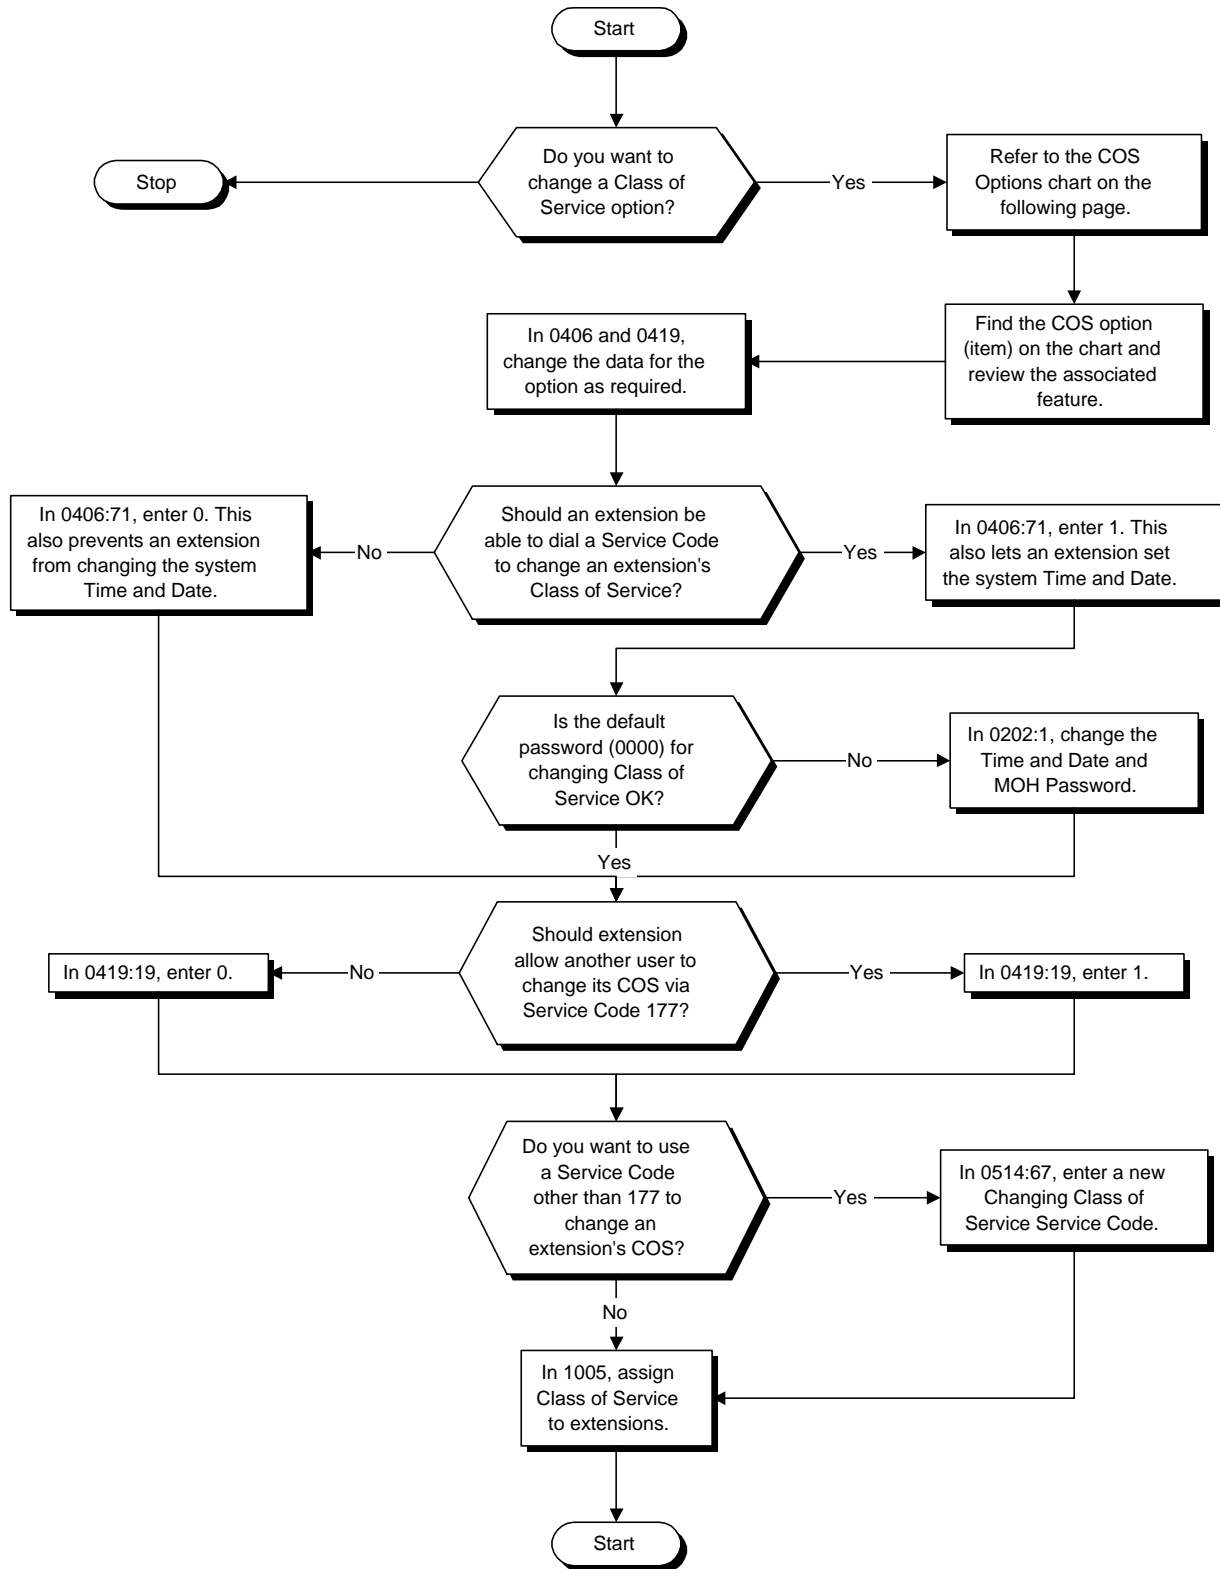 Start
Do you want to
change a Class of
Service option?
Stop
Yes
Refer to the COS
Options chart on the
following page.
Find the COS option
(item) on the chart and
review the associated
feature.
In 0406 and 0419,
change the data for the
option as required.
Should an extension be
able to dial a Service Code
to change an extension's
Class of Service?
No
In 0406:71, enter 0. This
also prevents an extension
from changing the system
Time and Date.
Yes
In 0406:71, enter 1. This
also lets an extension set
the system Time and Date.
Is the default
password (0000) for
changing Class of
Service OK?
No
In 0202:1, change the
Time and Date and
MOH Password.
Yes
Should extension
allow another user to
change its COS via
Service Code 177?
No
In 0419:19, enter 0.
Yes
In 0419:19, enter 1.
Do you want to use
a Service Code
other than 177 to
change an
extension's COS?
Yes
In 0514:67, enter a new
Changing Class of
Service Service Code.
No
In 1005, assign
Class of Service
to extensions.
Start